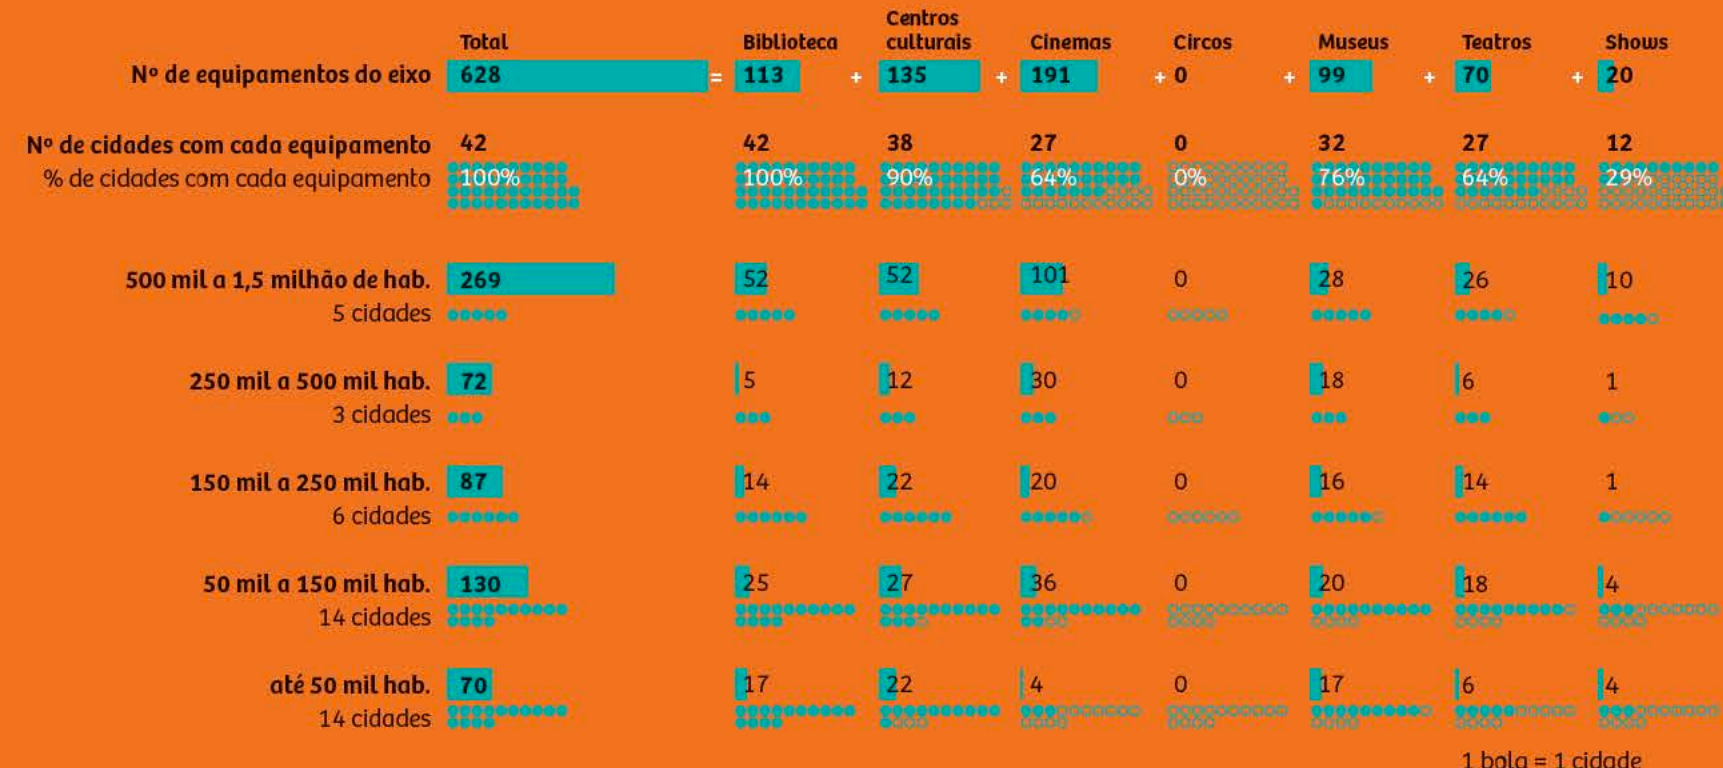 Total Biblioteca Centros culturais Cinemas Circos Museus Teatros Shows
Nº de equipamentos do eixo 628 = 113 + 135 + 191 + 0 + 99 + 70 + 20
Nº de cidades com cada equipamento 42 42 38 27 0 32 27 12
% de cidades com cada equipamento 100% 100% 90% 64% 0% 76% 64% 29%
500 mil a 1,5 milhão de hab. 269 52 52 101 0 28 26 10
5 cidades
250 mil a 500 mil hab. 72 5 12 30 0 18 6 1
3 cidades
150 mil a 250 mil hab. 87 14 22 20 0 16 14 1
6 cidades
50 mil a 150 mil hab. 130 25 27 36 0 20 18 4
14 cidades
até 50 mil hab. 70 17 22 4 0 17 6 4
14 cidades
1 bola = 1 cidade